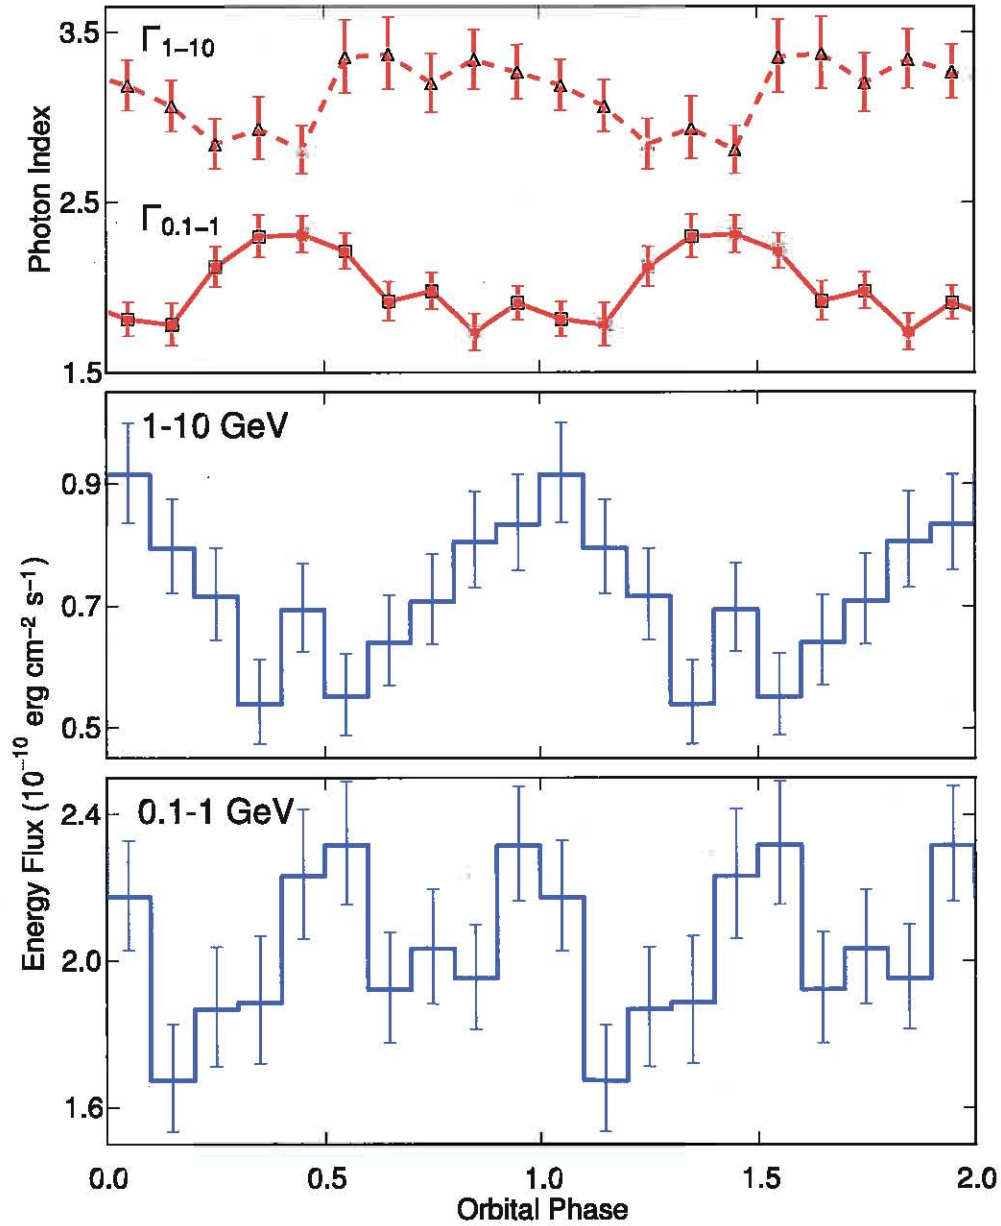 3.5
Γ1–10
2.5
Γ0.1–1
1.5
Photon Index
1-10 GeV
0.9
0.7
0.5
Energy Flux (10⁻¹⁰ erg cm⁻² s⁻¹)
0.1-1 GeV
2.4
2.0
1.6
0.0 0.5 1.0 1.5 2.0
Orbital Phase